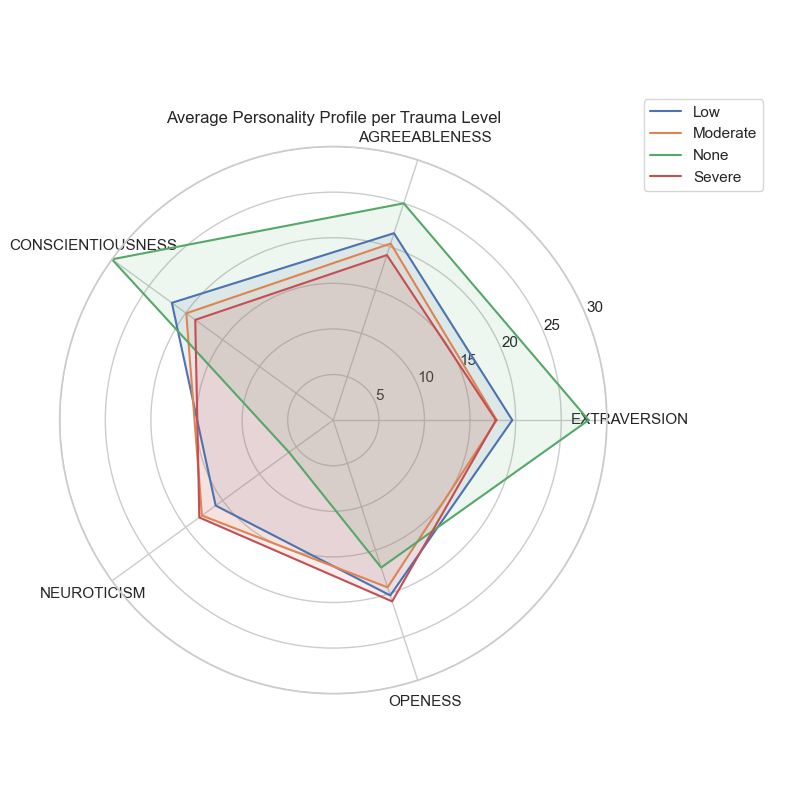 Average Personality Profile per Trauma Level
Low
Moderate
None
Severe
AGREEABLENESS
CONSCIENTIOUSNESS
EXTRAVERSION
NEUROTICISM
OPENESS
5
10
15
20
25
30